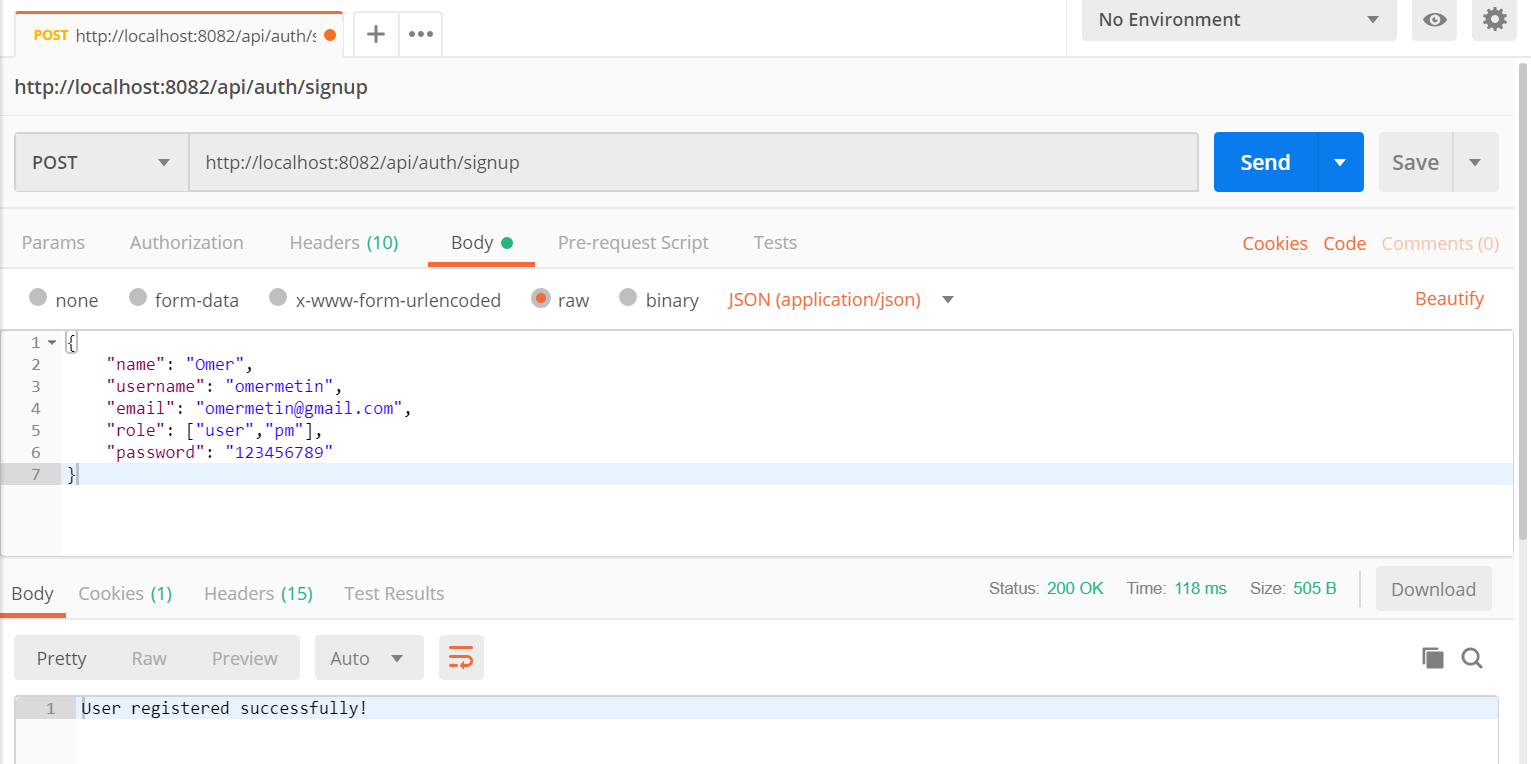 POST http://localhost:8082/api/auth/s
No Environment
http://localhost:8082/api/auth/signup
POST http://localhost:8082/api/auth/signup Send Save
Params Authorization Headers (10) Body Pre-request Script Tests Cookies Code Comments (0)
none form-data x-www-form-urlencoded raw binary JSON (application/json) Beautify
1 {
2 "name": "Omer",
3 "username": "omermetin",
4 "email": "omermetin@gmail.com",
5 "role": ["user","pm"],
6 "password": "123456789"
7 }
Body Cookies (1) Headers (15) Test Results Status: 200 OK Time: 118 ms Size: 505 B Download
Pretty Raw Preview Auto
1 User registered successfully!